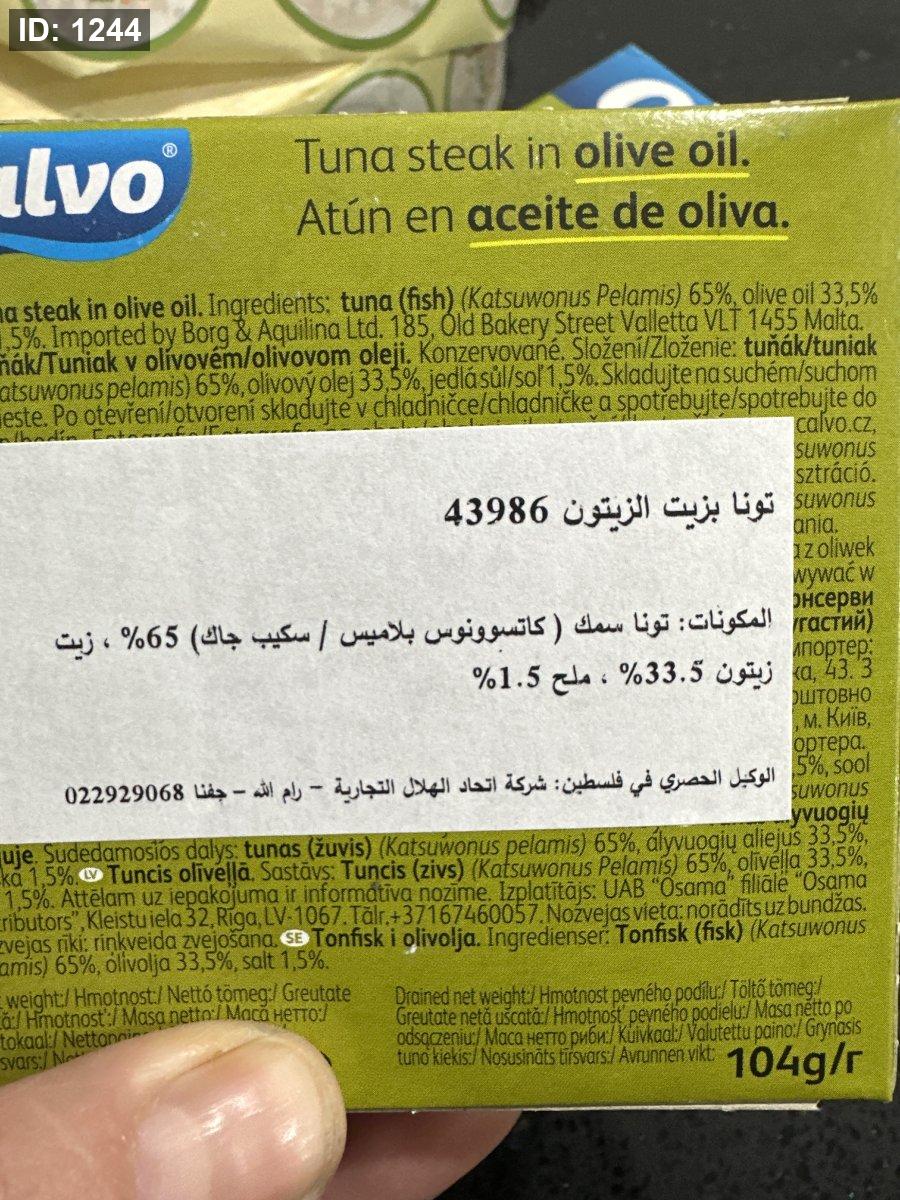 ID: 1244
alvo®
Tuna steak in olive oil.
Atún en aceite de oliva.
na steak in olive oil. Ingredients: tuna (fish) (Katsuwonus Pelamis) 65%, olive oil 33,5%
1,5%. Imported by Borg & Aquilina Ltd. 185, Old Bakery Street Valletta VLT 1455 Malta.
ňák/Tuniak v olivovém/olivovom oleji. Konzervované. Složení/Zloženie: tuňák/tuniak
atsuwonus pelamis) 65%, olivový olej 33,5%, jedlá sůl/soľ 1,5%. Skladujte na suchém/suchom
ieste. Po otevření/otvorení skladujte v chladničce/chladničke a spotřebujte/spotrebujte do
calvo.cz,
suwonus
sztráció.
suwonus
ania.
a z oliwek
wywać w
онсерви
угастий)
мпортер:
ка, 43. З
оштовно
, м. Київ,
ортера.
,5%, sool
suwonus
تونا بزيت الزيتون 43986
المكونات: تونا سمك ( كاتسوونوس بلاميس / سكيب جاك) 65% ، زيت
زيتون 33.5% ، ملح 1.5%
الوكيل الحصري في فلسطين: شركة اتحاد الهلال التجارية – رام الله – جفنا 022929068
lyvuogių
uje. Sudedamosios dalys: tunas (žuvis) (Katsuwonus pelamis) 65%, alyvuogių aliejus 33,5%,
ka 1,5%. LV Tuncis olīveļļā. Sastāvs: Tuncis (zivs) (Katsuwonus Pelamis) 65%, olīveļļa 33,5%,
1,5%. Attēlam uz iepakojuma ir informatīva nozīme. Izplatītājs: UAB "Osama" filiāle "Osama
tributors", Kleistu iela 32, Rīga, LV-1067. Tālr.+37167460057. Nozvejas vieta: norādīts uz bundžas.
zvejas rīki: riņķveida zvejošana. SE Tonfisk i olivolja. Ingredienser: Tonfisk (fisk) (Katsuwonus
amis) 65%, olivolja 33,5%, salt 1,5%.
t weight:/ Hmotnost:/ Nettó tömeg:/ Greutate
ă:/ Hmotnosť:/ Masa netto:/ Маса нетто:/
tokaal:/ Nettopain
svars:/ Nett
Drained net weight:/ Hmotnost pevného podílu:/ Töltő tömeg:/
Greutate netă uscată:/ Hmotnosť pevného podielu:/ Masa netto po
odsączeniu:/ Маса нетто риби:/ Kuivkaal:/ Valutettu paino:/ Grynasis
tuno kiekis:/ Nosusināts tīrsvars:/ Avrunnen vikt: 104g/г